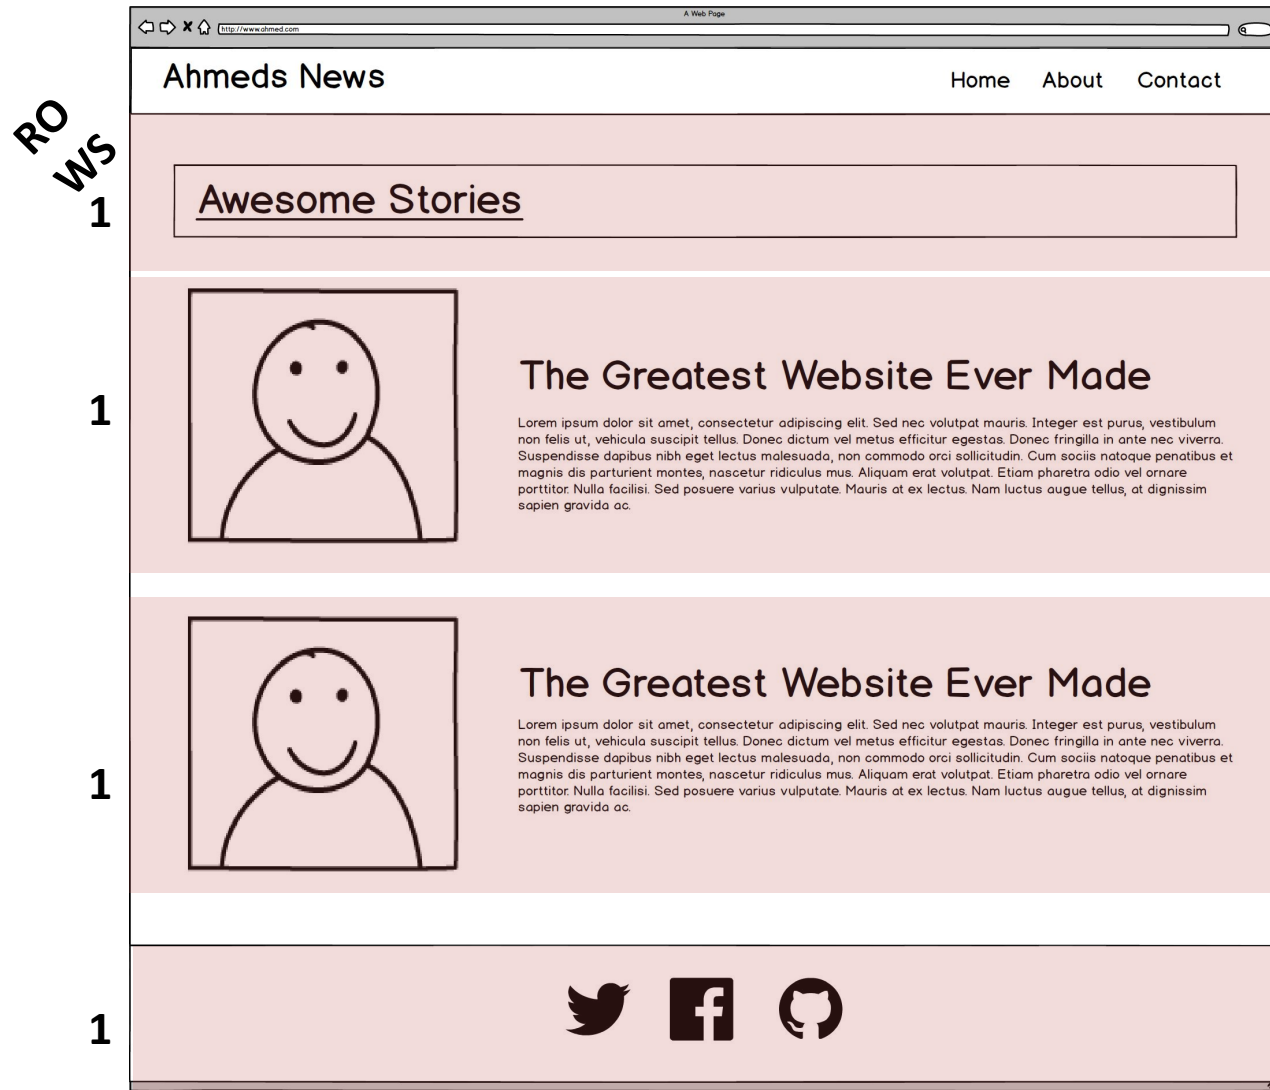 A Web Page
http://www.ahmed.com
Ahmeds News
Home About Contact
RO
WS
1
Awesome Stories
1
The Greatest Website Ever Made
Lorem ipsum dolor sit amet, consectetur adipiscing elit. Sed nec volutpat mauris. Integer est purus, vestibulum
non felis ut, vehicula suscipit tellus. Donec dictum vel metus efficitur egestas. Donec fringilla in ante nec viverra.
Suspendisse dapibus nibh eget lectus malesuada, non commodo orci sollicitudin. Cum sociis natoque penatibus et
magnis dis parturient montes, nascetur ridiculus mus. Aliquam erat volutpat. Etiam pharetra odio vel ornare
porttitor. Nulla facilisi. Sed posuere varius vulputate. Mauris at ex lectus. Nam luctus augue tellus, at dignissim
sapien gravida ac.
1
The Greatest Website Ever Made
Lorem ipsum dolor sit amet, consectetur adipiscing elit. Sed nec volutpat mauris. Integer est purus, vestibulum
non felis ut, vehicula suscipit tellus. Donec dictum vel metus efficitur egestas. Donec fringilla in ante nec viverra.
Suspendisse dapibus nibh eget lectus malesuada, non commodo orci sollicitudin. Cum sociis natoque penatibus et
magnis dis parturient montes, nascetur ridiculus mus. Aliquam erat volutpat. Etiam pharetra odio vel ornare
porttitor. Nulla facilisi. Sed posuere varius vulputate. Mauris at ex lectus. Nam luctus augue tellus, at dignissim
sapien gravida ac.
1